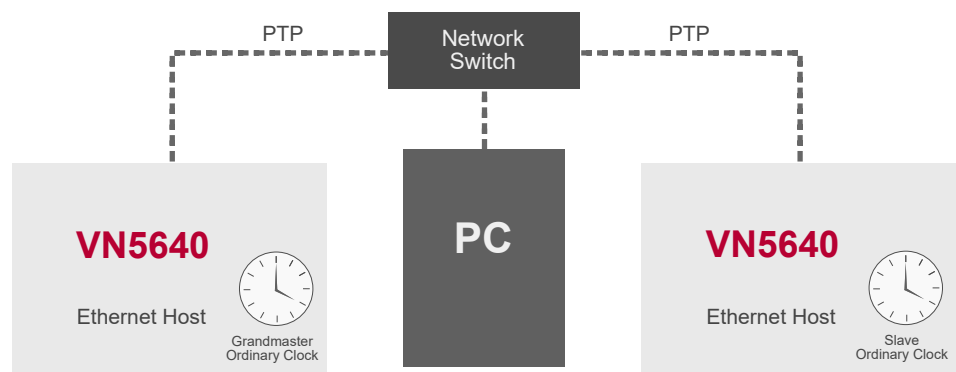 PTP
Network
Switch
PTP
PC
VN5640
Ethernet Host
Grandmaster
Ordinary Clock
VN5640
Ethernet Host
Slave
Ordinary Clock